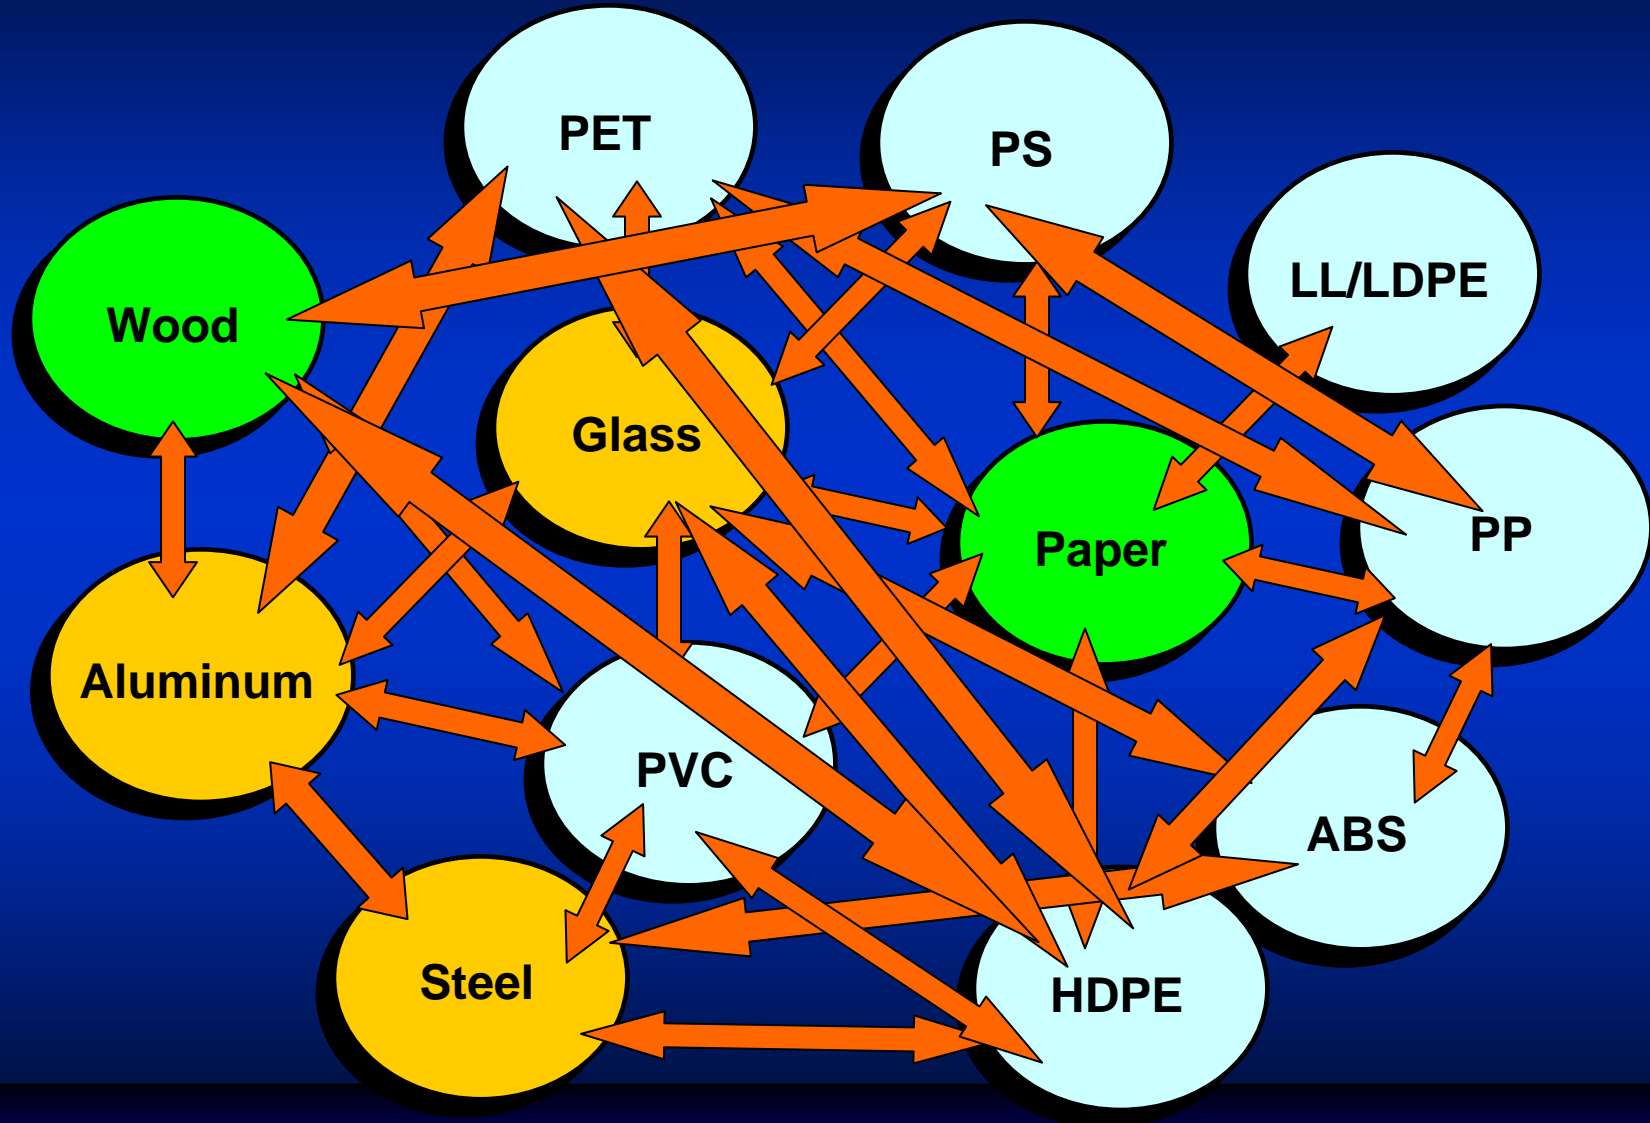 PET
PS
LL/LDPE
Wood
Glass
Paper
PP
Aluminum
PVC
ABS
Steel
HDPE